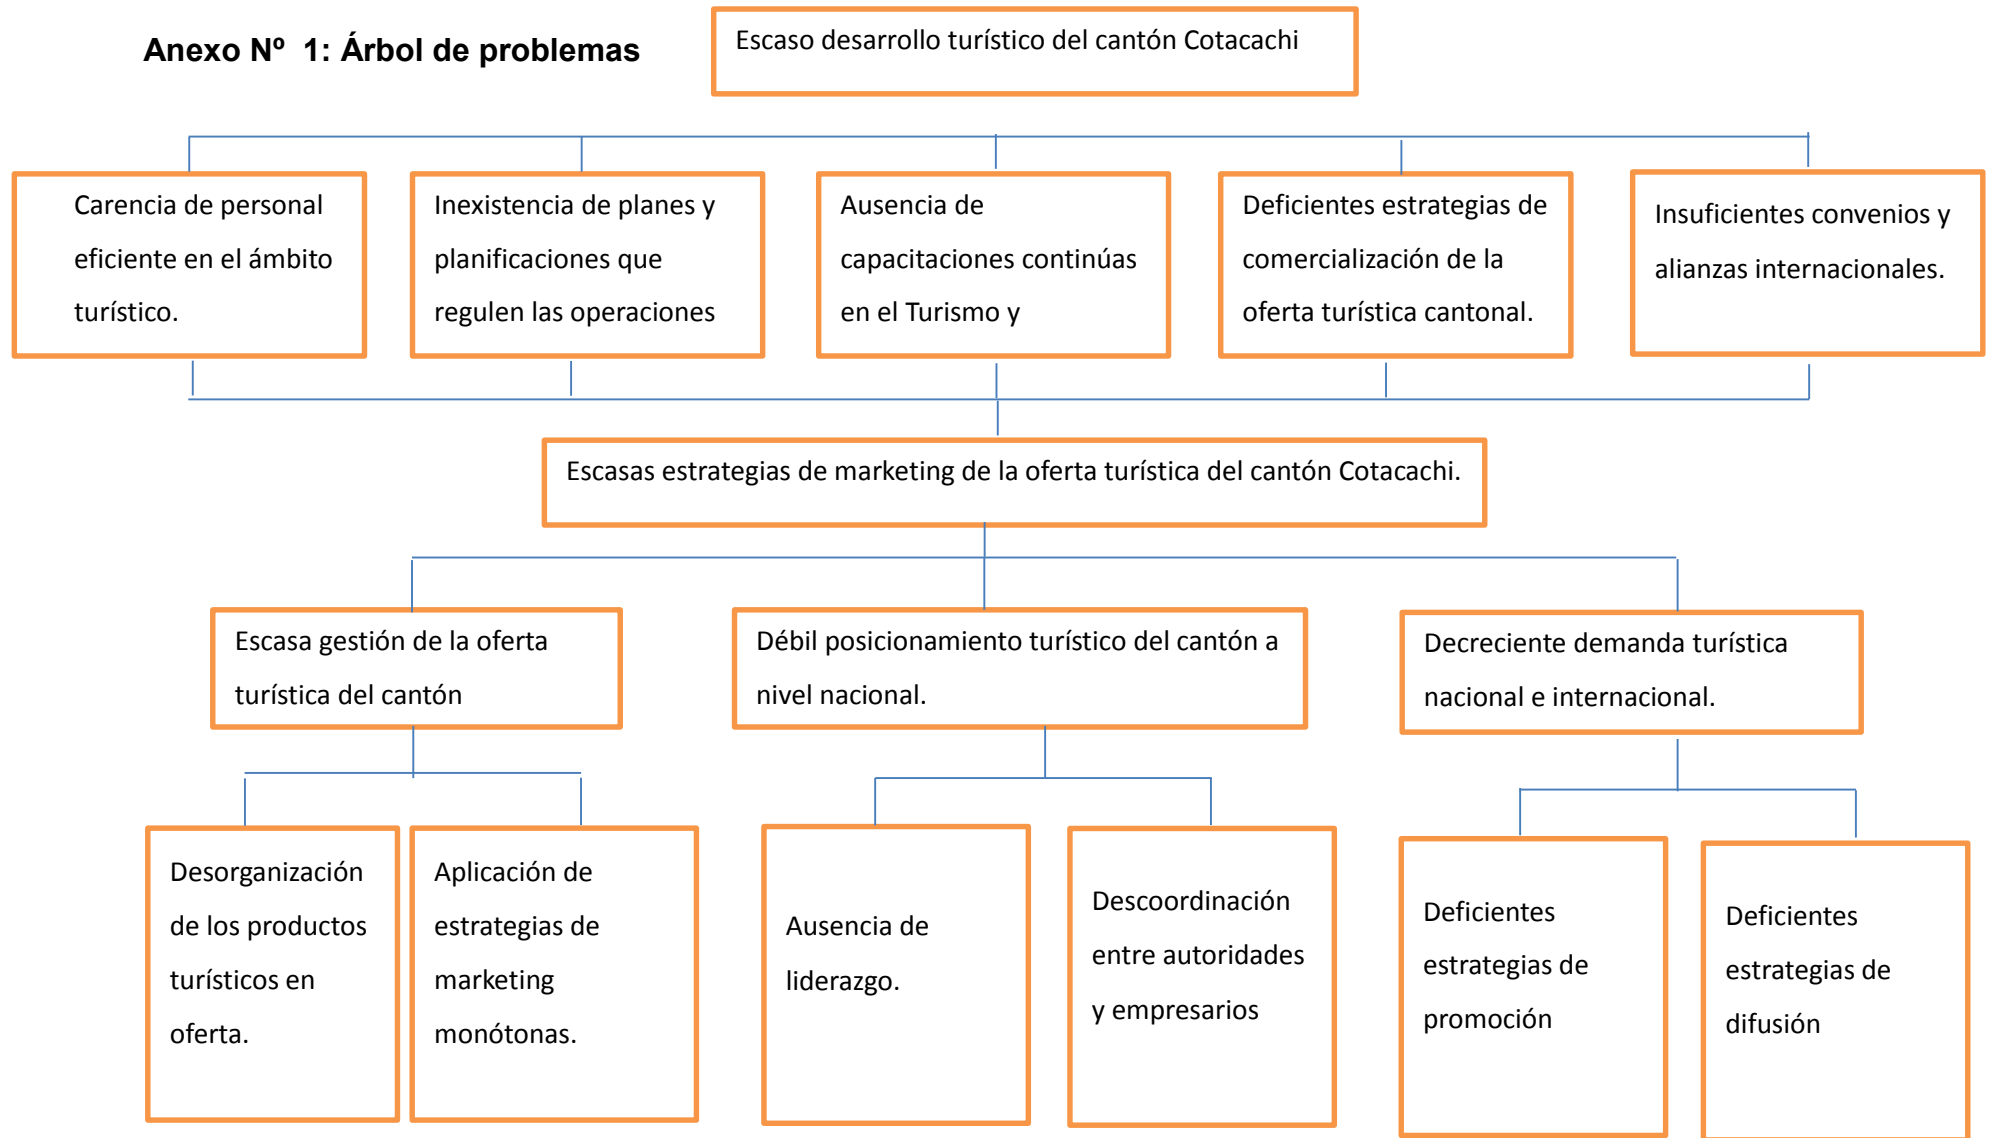 Anexo Nº 1: Árbol de problemas
Escaso desarrollo turístico del cantón Cotacachi
Carencia de personal
eficiente en el ámbito
turístico.
Inexistencia de planes y
planificaciones que
regulen las operaciones
Ausencia de
capacitaciones continúas
en el Turismo y
Deficientes estrategias de
comercialización de la
oferta turística cantonal.
Insuficientes convenios y
alianzas internacionales.
Escasas estrategias de marketing de la oferta turística del cantón Cotacachi.
Escasa gestión de la oferta
turística del cantón
Débil posicionamiento turístico del cantón a
nivel nacional.
Decreciente demanda turística
nacional e internacional.
Desorganización
de los productos
turísticos en
oferta.
Aplicación de
estrategias de
marketing
monótonas.
Ausencia de
liderazgo.
Descoordinación
entre autoridades
y empresarios
Deficientes
estrategias de
promoción
Deficientes
estrategias de
difusión